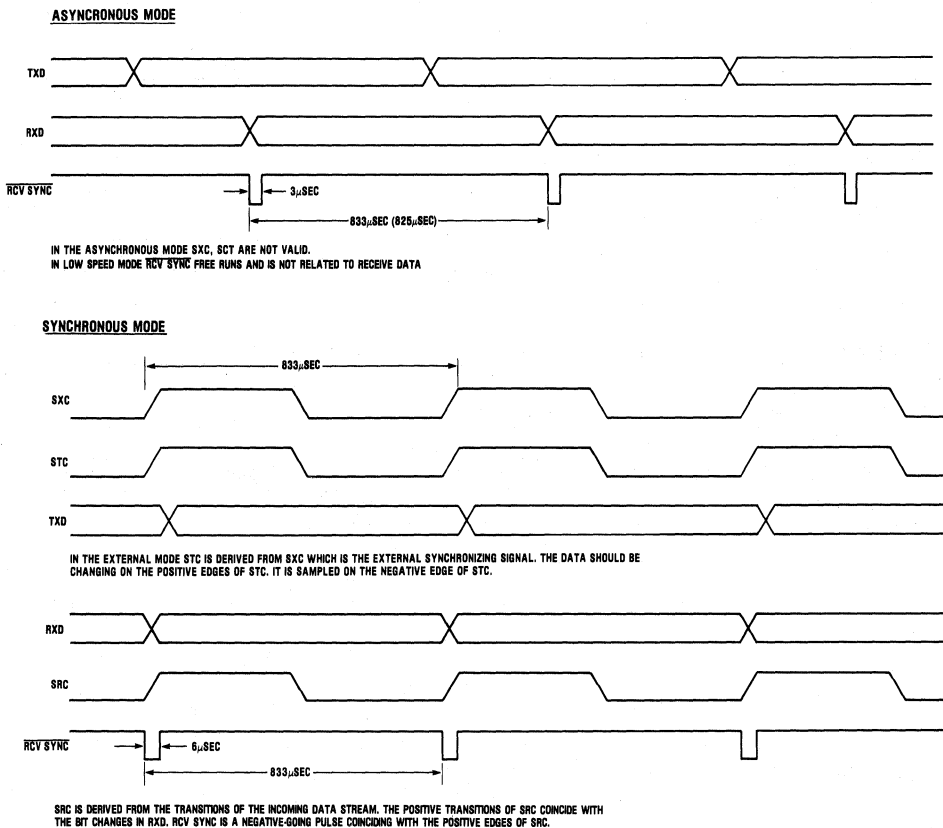 ASYNCRONOUS MODE
TXD
RXD
RCV SYNC
3µSEC
833µSEC (825µSEC)
IN THE ASYNCHRONOUS MODE SXC, SCT ARE NOT VALID.
IN LOW SPEED MODE RCV SYNC FREE RUNS AND IS NOT RELATED TO RECEIVE DATA
SYNCHRONOUS MODE
833µSEC
SXC
STC
TXD
IN THE EXTERNAL MODE STC IS DERIVED FROM SXC WHICH IS THE EXTERNAL SYNCHRONIZING SIGNAL. THE DATA SHOULD BE
CHANGING ON THE POSITIVE EDGES OF STC. IT IS SAMPLED ON THE NEGATIVE EDGE OF STC.
RXD
SRC
RCV SYNC
6µSEC
833µSEC
SRC IS DERIVED FROM THE TRANSITIONS OF THE INCOMING DATA STREAM. THE POSITIVE TRANSITIONS OF SRC COINCIDE WITH
THE BIT CHANGES IN RXD. RCV SYNC IS A NEGATIVE-GOING PULSE COINCIDING WITH THE POSITIVE EDGES OF SRC.